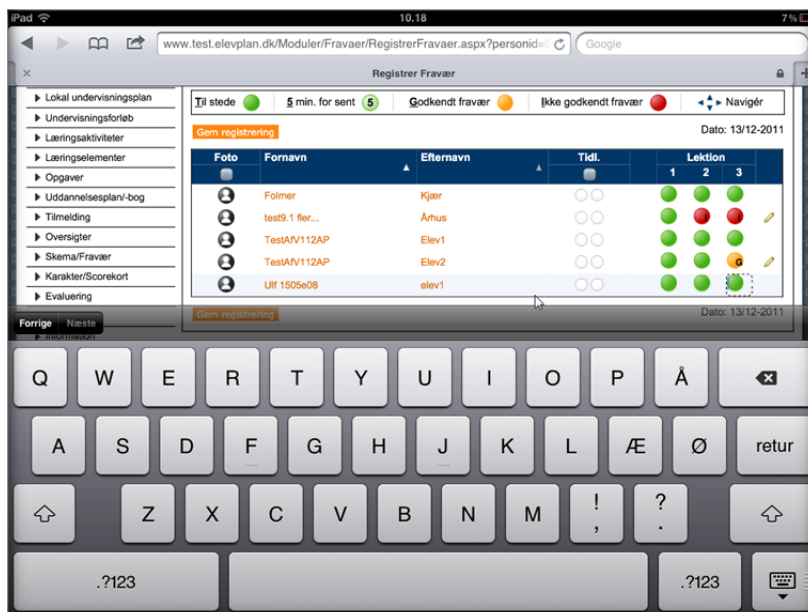 iPad 10.18 7%
www.test.elevplan.dk/Moduler/Fravaer/RegistrerFravaer.aspx?personid= Google
Registrer Fravær
Lokal undervisningsplan
Undervisningsforløb
Læringsaktiviteter
Læringselementer
Opgaver
Uddannelsesplan/-bog
Tilmelding
Oversigter
Skema/Fravær
Karakter/Scorekort
Evaluering
Information
Til stede 5 min. for sent 5 Godkendt fravær Ikke godkendt fravær Navigér
Gem registrering Dato: 13/12-2011
Foto Fornavn Efternavn Tidl. Lektion
1 2 3
Folmer Kjær
test9.1 fler... Århus I I
TestAfV112AP Elev1
TestAfV112AP Elev2 G
Ulf 1505e08 elev1
Gem registrering Dato: 13/12-2011
Forrige Næste
Q W E R T Y U I O P Å
A S D F G H J K L Æ Ø retur
Z X C V B N M ! , ? .
.?123 .?123